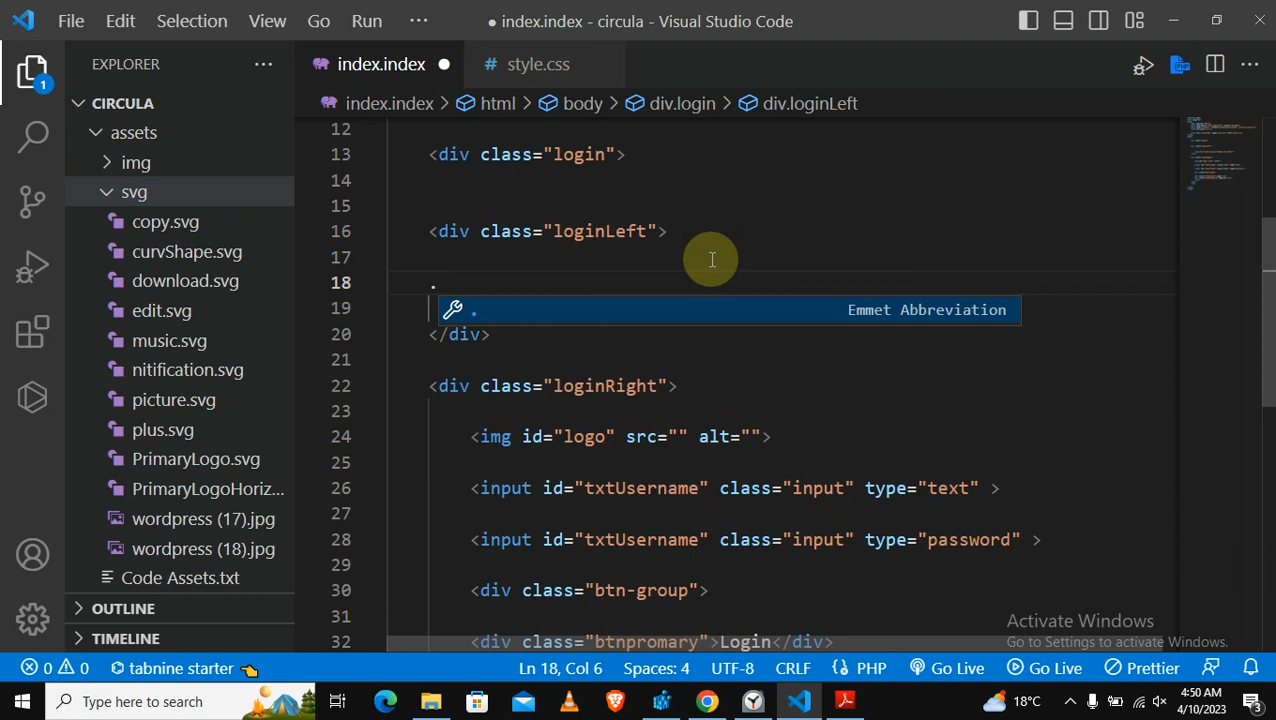 File Edit Selection View Go Run ··· ● index.index - circula - Visual Studio Code
EXPLORER ···
index.index ●
# style.css
index.index > html > body > div.login > div.loginLeft
1
CIRCULA
assets
img
svg
copy.svg
curvShape.svg
download.svg
edit.svg
music.svg
nitification.svg
picture.svg
plus.svg
PrimaryLogo.svg
PrimaryLogoHoriz...
wordpress (17).jpg
wordpress (18).jpg
Code Assets.txt
OUTLINE
TIMELINE
12
13 <div class="login">
14
15
16 <div class="loginLeft">
17
18 .
. Emmet Abbreviation
19
20 </div>
21
22 <div class="loginRight">
23
24 <img id="logo" src="" alt="">
25
26 <input id="txtUsername" class="input" type="text" >
27
28 <input id="txtUsername" class="input" type="password" >
29
30 <div class="btn-group">
31
32 <div class="btnpromary">Login</div>
Activate Windows
Go to Settings to activate Windows.
0 0 tabnine starter 👈 Ln 18, Col 6 Spaces: 4 UTF-8 CRLF PHP Go Live Go Live Prettier
Type here to search
18°C
4:50 AM
4/10/2023
3